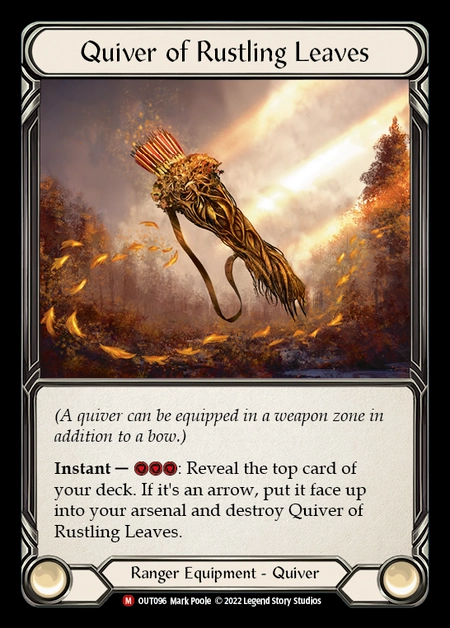 Quiver of Rustling Leaves
(A quiver can be equipped in a weapon zone in
addition to a bow.)
Instant — : Reveal the top card of
your deck. If it's an arrow, put it face up
into your arsenal and destroy Quiver of
Rustling Leaves.
Ranger Equipment - Quiver
M OUT096 Mark Poole © 2022 Legend Story Studios